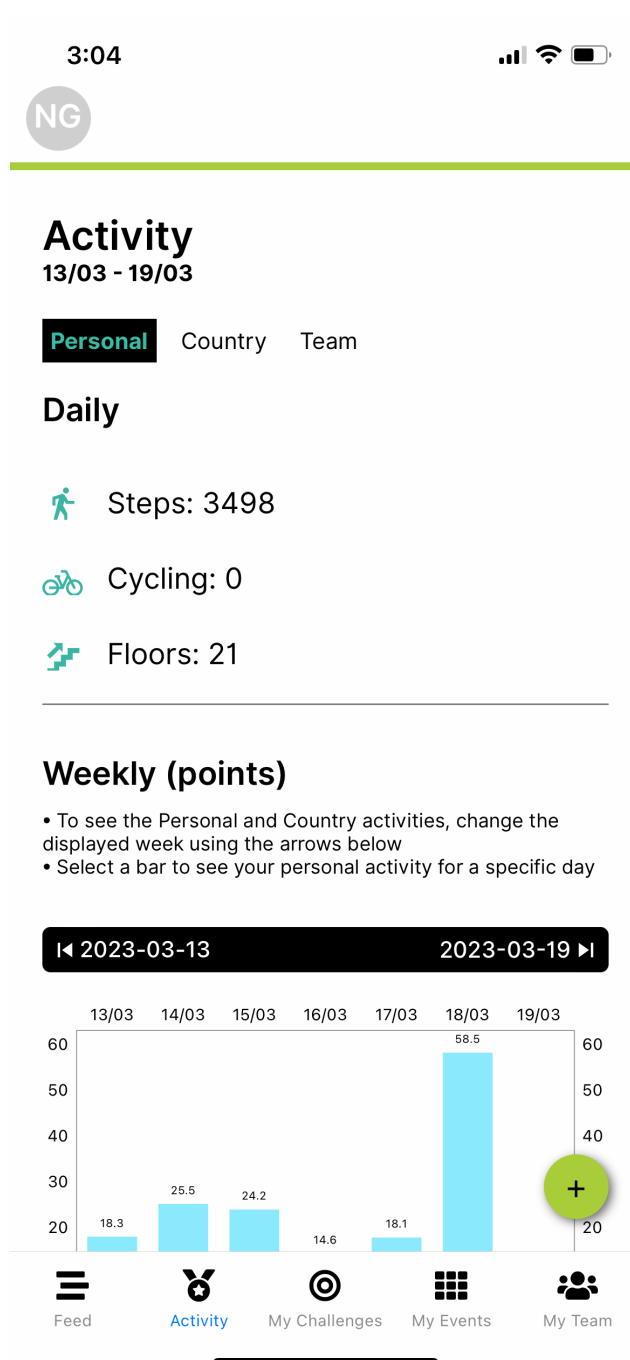 3:04
NG
Activity
13/03 - 19/03
Personal Country Team
Daily
Steps: 3498
Cycling: 0
Floors: 21
Weekly (points)
• To see the Personal and Country activities, change the
displayed week using the arrows below
• Select a bar to see your personal activity for a specific day
2023-03-13 2023-03-19
13/03 14/03 15/03 16/03 17/03 18/03 19/03
60 58.5 60
50 50
40 40
30 25.5 24.2 +
20 18.3 14.6 18.1 20
Feed Activity My Challenges My Events My Team